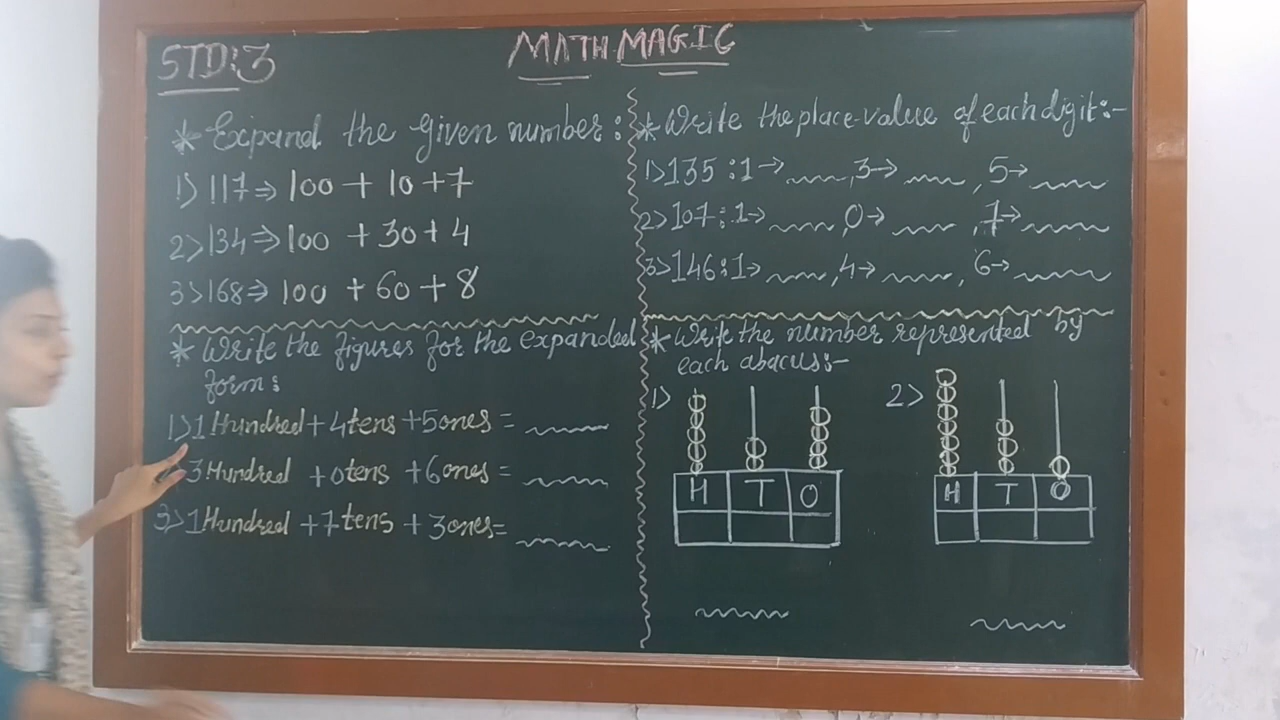 STD:3
MATH MAGIC
* Expand the given number:
1> 117 ⇒ 100 + 10 + 7
2> 134 ⇒ 100 + 30 + 4
3> 168 ⇒ 100 + 60 + 8
* Write the figures for the expanded
form:
1> 1 Hundred + 4 tens + 5 ones =
3 Hundred + 0 tens + 6 ones =
3> 1 Hundred + 7 tens + 3 ones =
* Write the place value of each digit:-
1> 135 : 1→ , 3→ , 5→
2> 107 : 1→ , 0→ , 7→
3> 146 : 1→ , 4→ , 6→
* Write the number represented by
each abacus:-
1>
H T O
2>
H T O